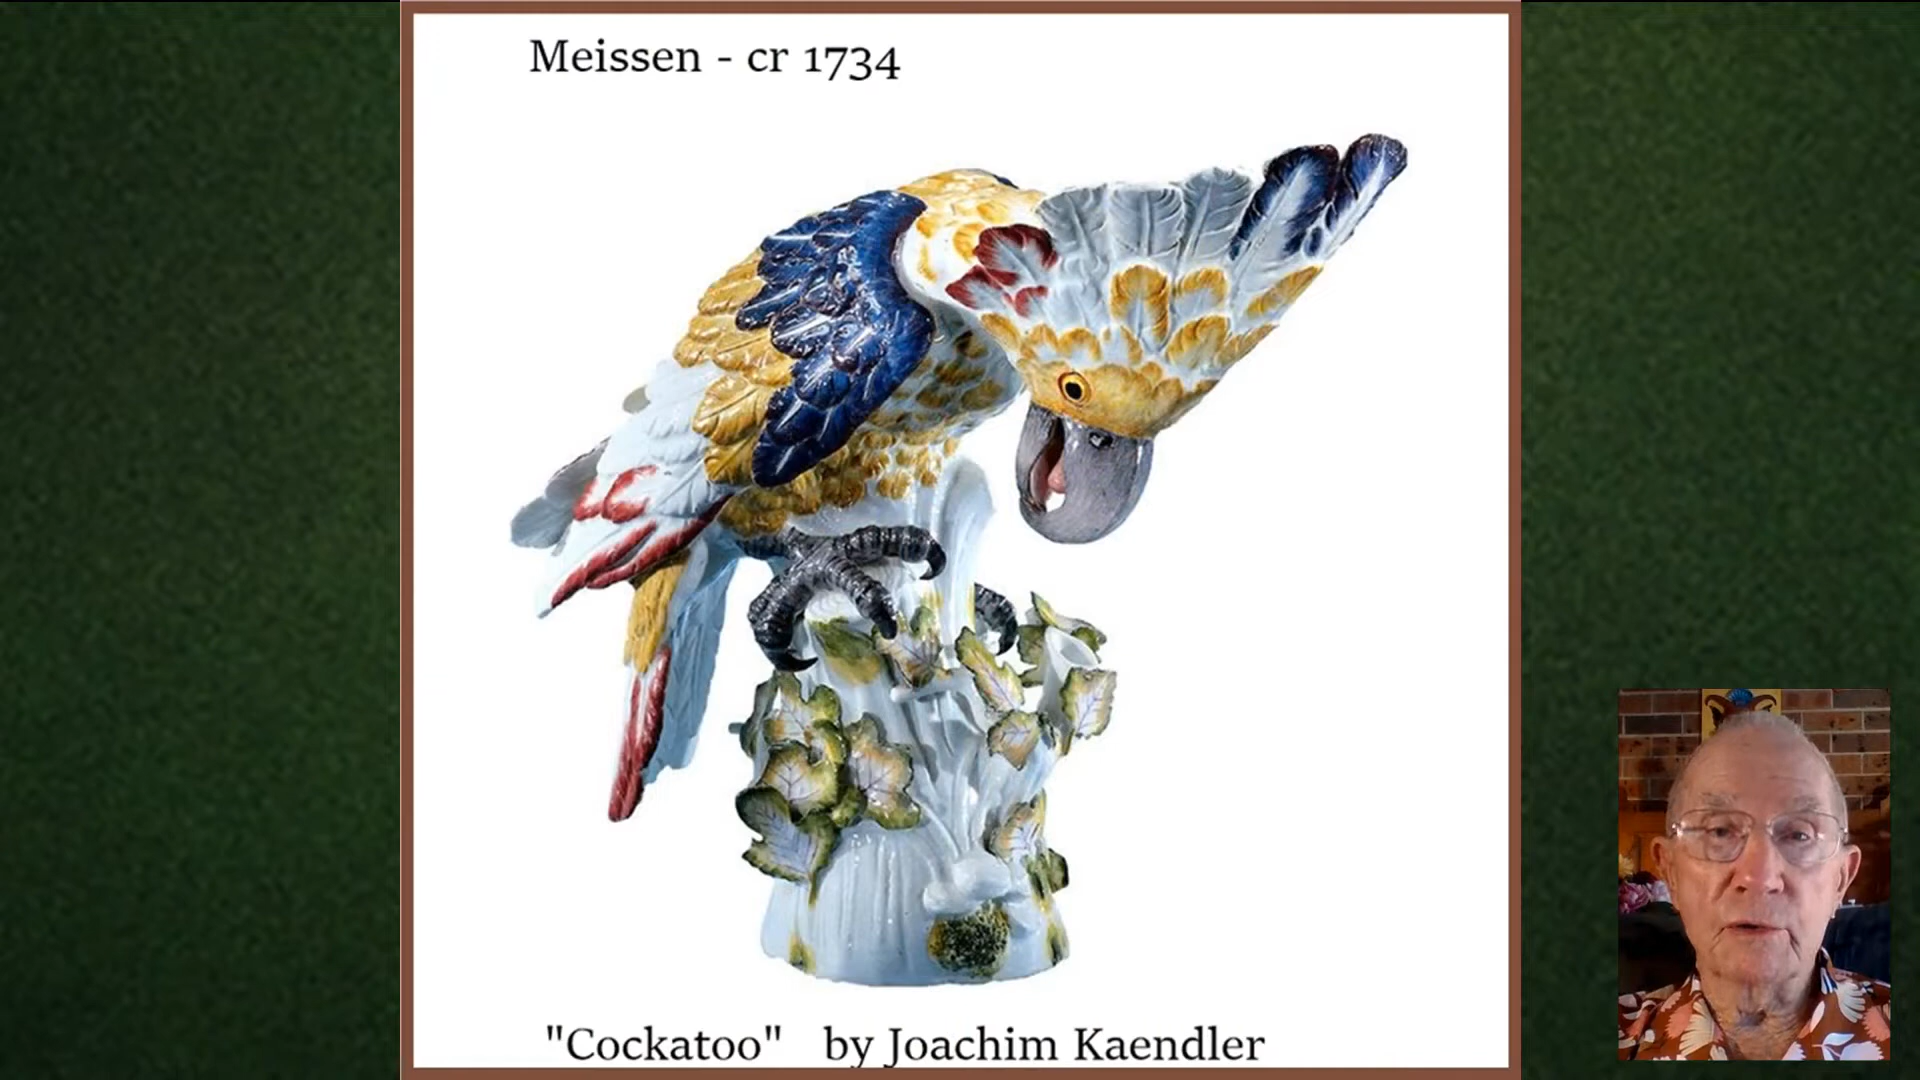 Meissen - cr 1734
"Cockatoo" by Joachim Kaendler